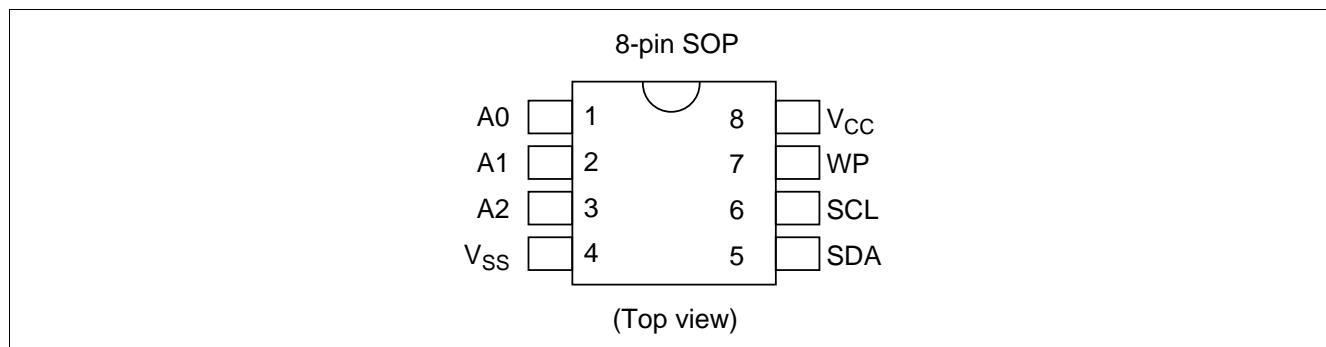 8-pin SOP
A0 1 8 VCC
A1 2 7 WP
A2 3 6 SCL
VSS 4 5 SDA
(Top view)